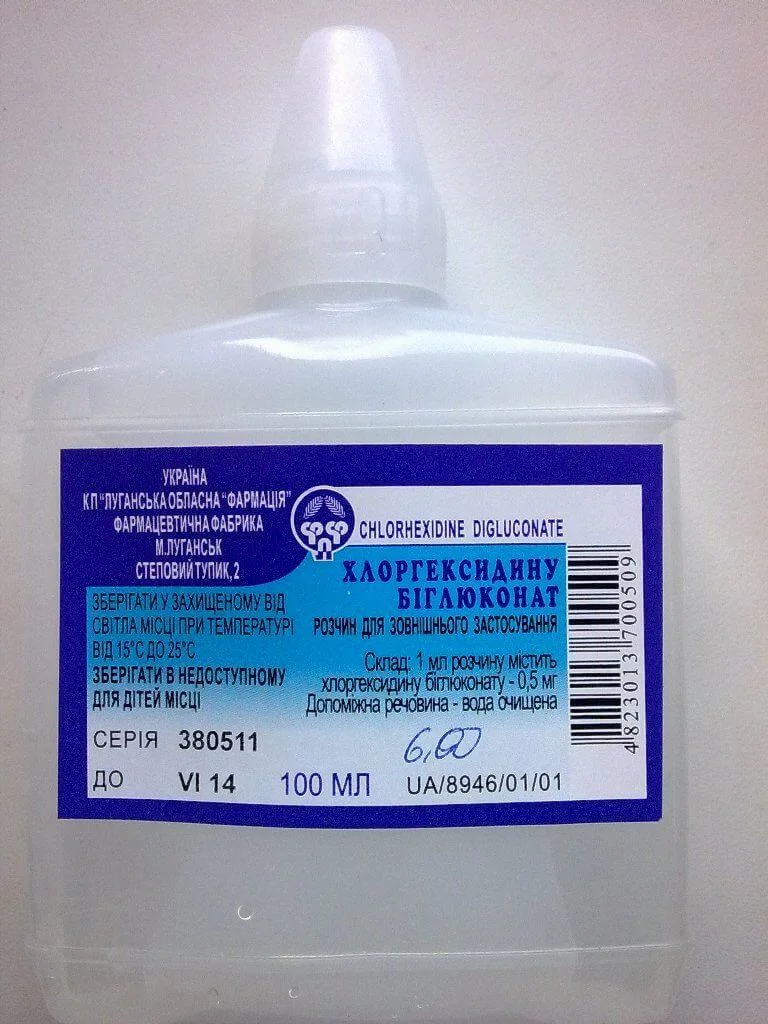 УКРАЇНА
КП "ЛУГАНСЬКА ОБЛАСНА "ФАРМАЦІЯ"
ФАРМАЦЕВТИЧНА ФАБРИКА
М.ЛУГАНСЬК
СТЕПОВИЙ ТУПИК, 2
CHLORHEXIDINE DIGLUCONATE
ХЛОРГЕКСИДИНУ
БІГЛЮКОНАТ
РОЗЧИН ДЛЯ ЗОВНІШНЬОГО ЗАСТОСУВАННЯ
Склад: 1 мл розчину містить
хлоргексидину біглюконату - 0,5 мг
Допоміжна речовина - вода очищена
ЗБЕРІГАТИ У ЗАХИЩЕНОМУ ВІД
СВІТЛА МІСЦІ ПРИ ТЕМПЕРАТУРІ
ВІД 15°С ДО 25°С
ЗБЕРІГАТИ В НЕДОСТУПНОМУ
ДЛЯ ДІТЕЙ МІСЦІ
СЕРІЯ 380511
6,00
ДО VI 14 100 МЛ UA/8946/01/01
4 823013 700509